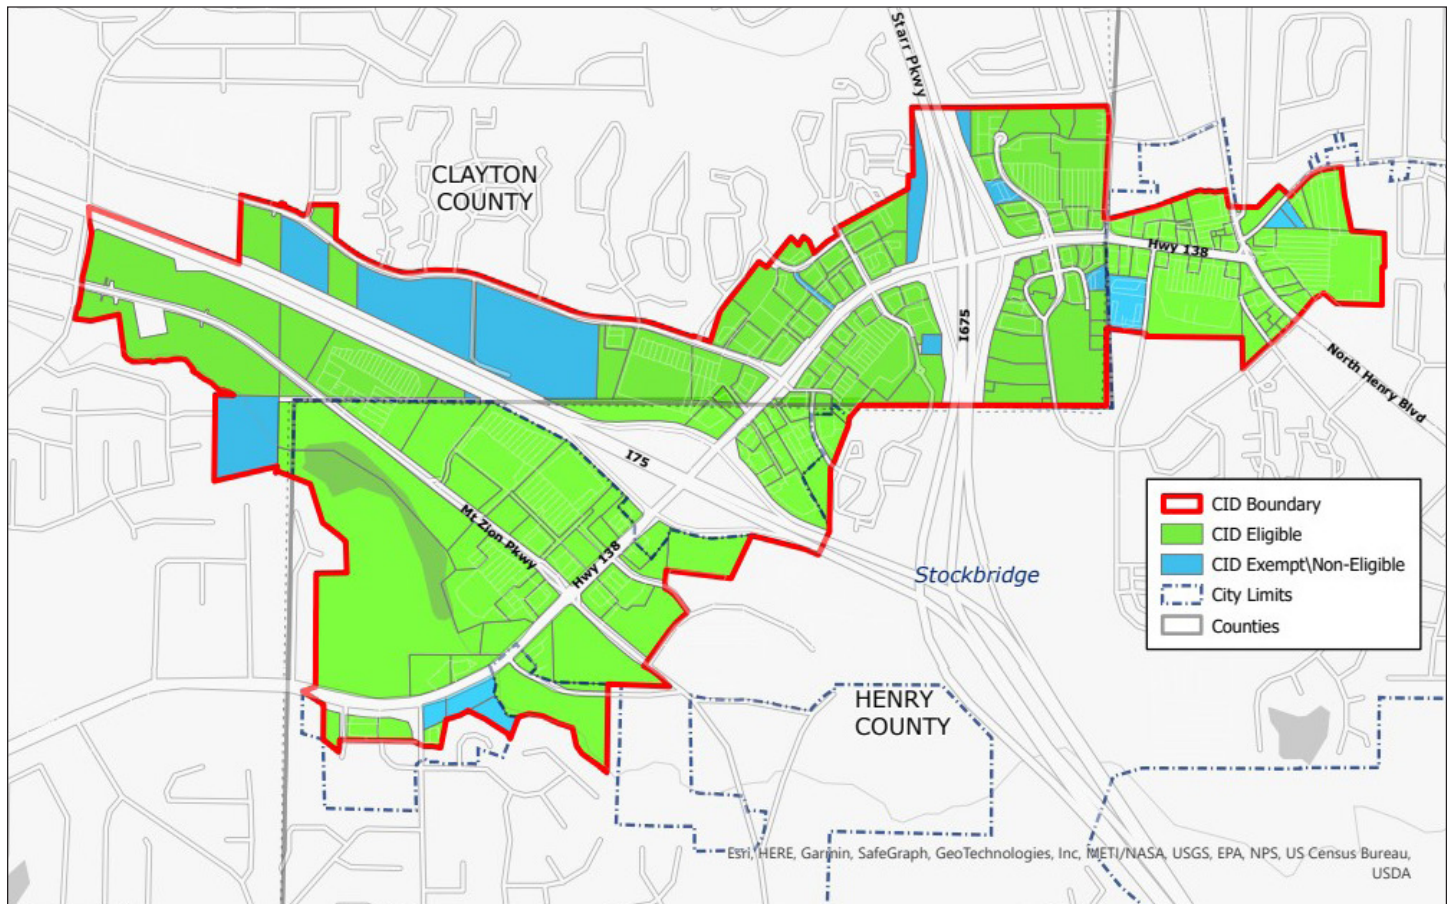 Starr Pkwy
CLAYTON
COUNTY
Hwy 138
I675
North Henry Blvd
I75
Mt Zion Pkwy
Hwy 138
Stockbridge
CID Boundary
CID Eligible
CID Exempt\Non-Eligible
City Limits
Counties
HENRY
COUNTY
Esri, HERE, Garmin, SafeGraph, GeoTechnologies, Inc, METI/NASA, USGS, EPA, NPS, US Census Bureau,
USDA